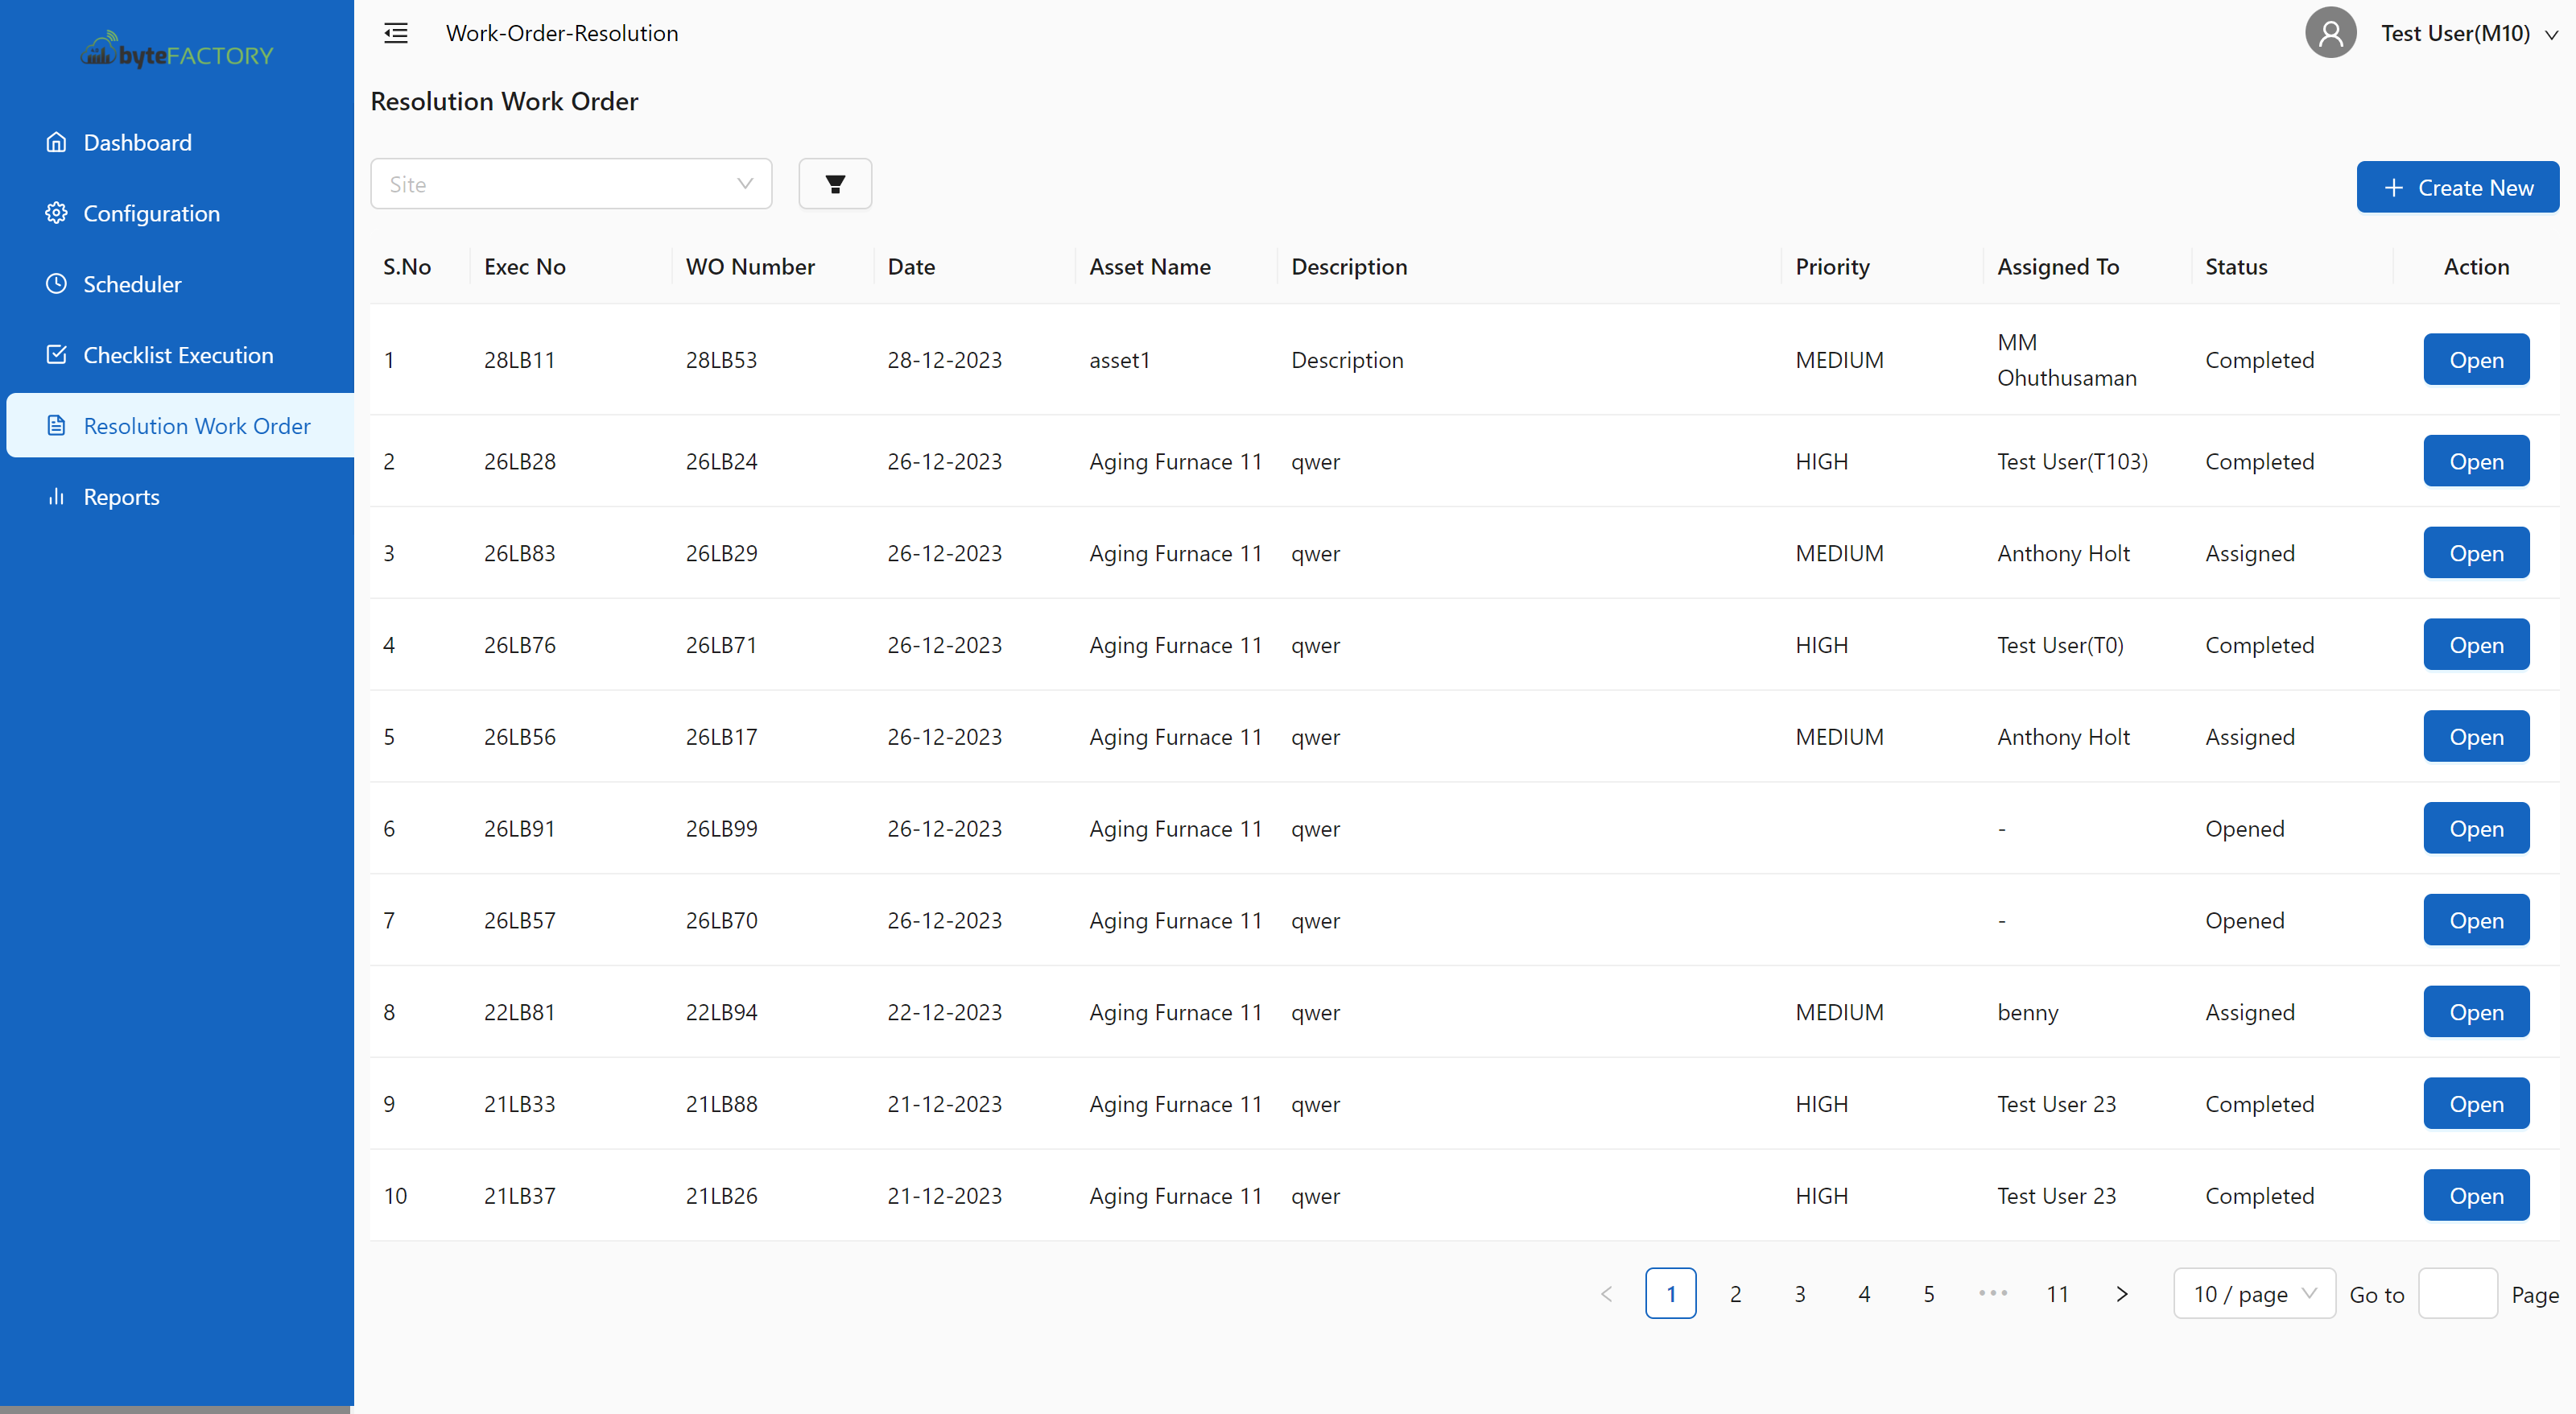 byteFACTORY
Work-Order-Resolution
Test User(M10)
Dashboard
Configuration
Scheduler
Checklist Execution
Resolution Work Order
Reports
Resolution Work Order
Site
Create New
S.No Exec No WO Number Date Asset Name Description Priority Assigned To Status Action
1 28LB11 28LB53 28-12-2023 asset1 Description MEDIUM MM Ohuthusaman Completed Open
2 26LB28 26LB24 26-12-2023 Aging Furnace 11 qwer HIGH Test User(T103) Completed Open
3 26LB83 26LB29 26-12-2023 Aging Furnace 11 qwer MEDIUM Anthony Holt Assigned Open
4 26LB76 26LB71 26-12-2023 Aging Furnace 11 qwer HIGH Test User(T0) Completed Open
5 26LB56 26LB17 26-12-2023 Aging Furnace 11 qwer MEDIUM Anthony Holt Assigned Open
6 26LB91 26LB99 26-12-2023 Aging Furnace 11 qwer - Opened Open
7 26LB57 26LB70 26-12-2023 Aging Furnace 11 qwer - Opened Open
8 22LB81 22LB94 22-12-2023 Aging Furnace 11 qwer MEDIUM benny Assigned Open
9 21LB33 21LB88 21-12-2023 Aging Furnace 11 qwer HIGH Test User 23 Completed Open
10 21LB37 21LB26 21-12-2023 Aging Furnace 11 qwer HIGH Test User 23 Completed Open
< 1 2 3 4 5 ••• 11 > 10 / page Go to Page